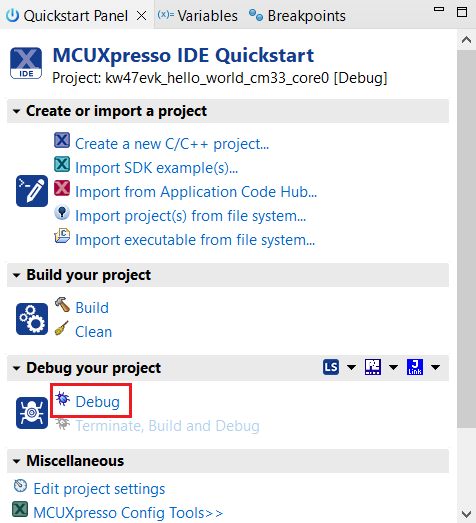 Quickstart Panel (x)= Variables Breakpoints
X
IDE
MCUXpresso IDE Quickstart
Project: kw47evk_hello_world_cm33_core0 [Debug]
Create or import a project
Create a new C/C++ project...
Import SDK example(s)...
Import from Application Code Hub...
Import project(s) from file system...
Import executable from file system...
Build your project
Build
Clean
Debug your project LS PE J Link
Debug
Terminate, Build and Debug
Miscellaneous
Edit project settings
MCUXpresso Config Tools>>